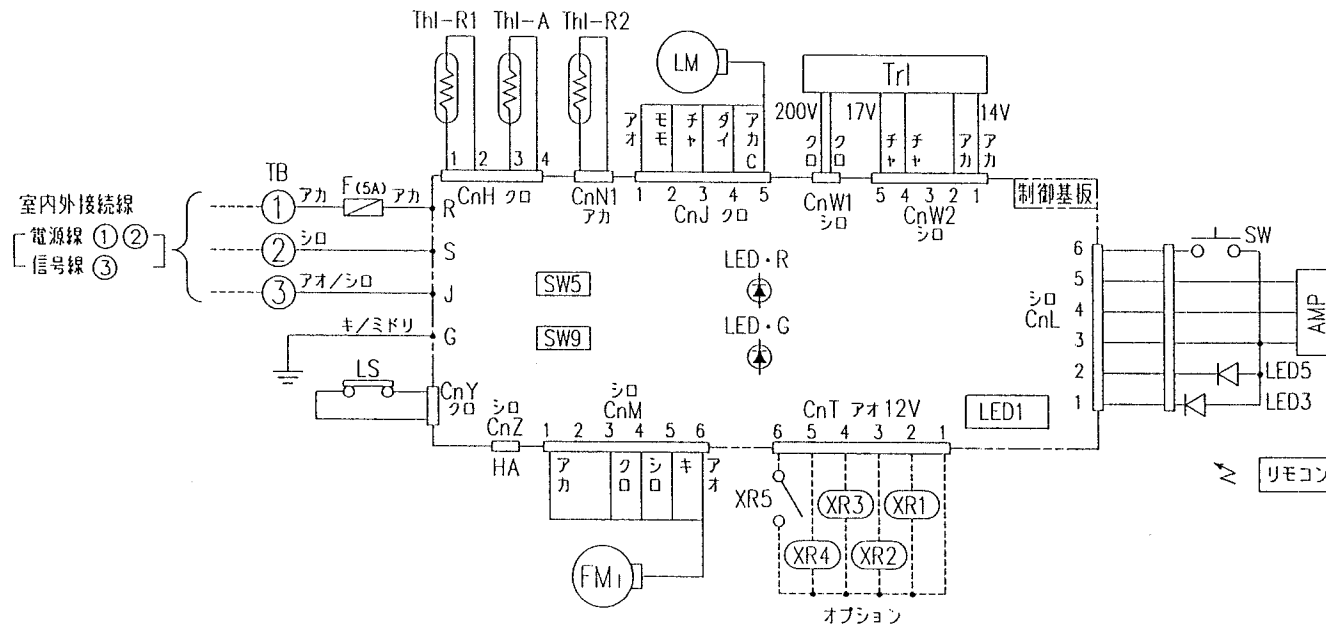 ThI-R1 ThI-A ThI-R2
LM
TrI
200V 17V 14V
アオ モモ チャ ダイ アカC
クロ クロ チャ チャ アカ アカ
1 2 3 4
CnH クロ
CnN1
アカ
1 2 3 4 5
CnJ クロ
CnW1
シロ
5 4 3 2 1
CnW2
シロ
制御基板
TB
室内外接続線
電源線 ① ②
信号線 ③
① アカ F(5A) アカ R
② シロ S
③ アオ/シロ J
キ/ミドリ G
LS
CnY
クロ
SW5
SW9
LED・R
LED・G
シロ
CnL
6
5
4
3
2
1
SW
AMP
LED5
LED3
LED1
リモコン
シロ
CnZ
HA
シロ
CnM
1 2 3 4 5 6
アカ クロ シロ キ アオ
FMI
CnT アオ 12V
6 5 4 3 2 1
XR5
XR3 XR1
XR4 XR2
オプション